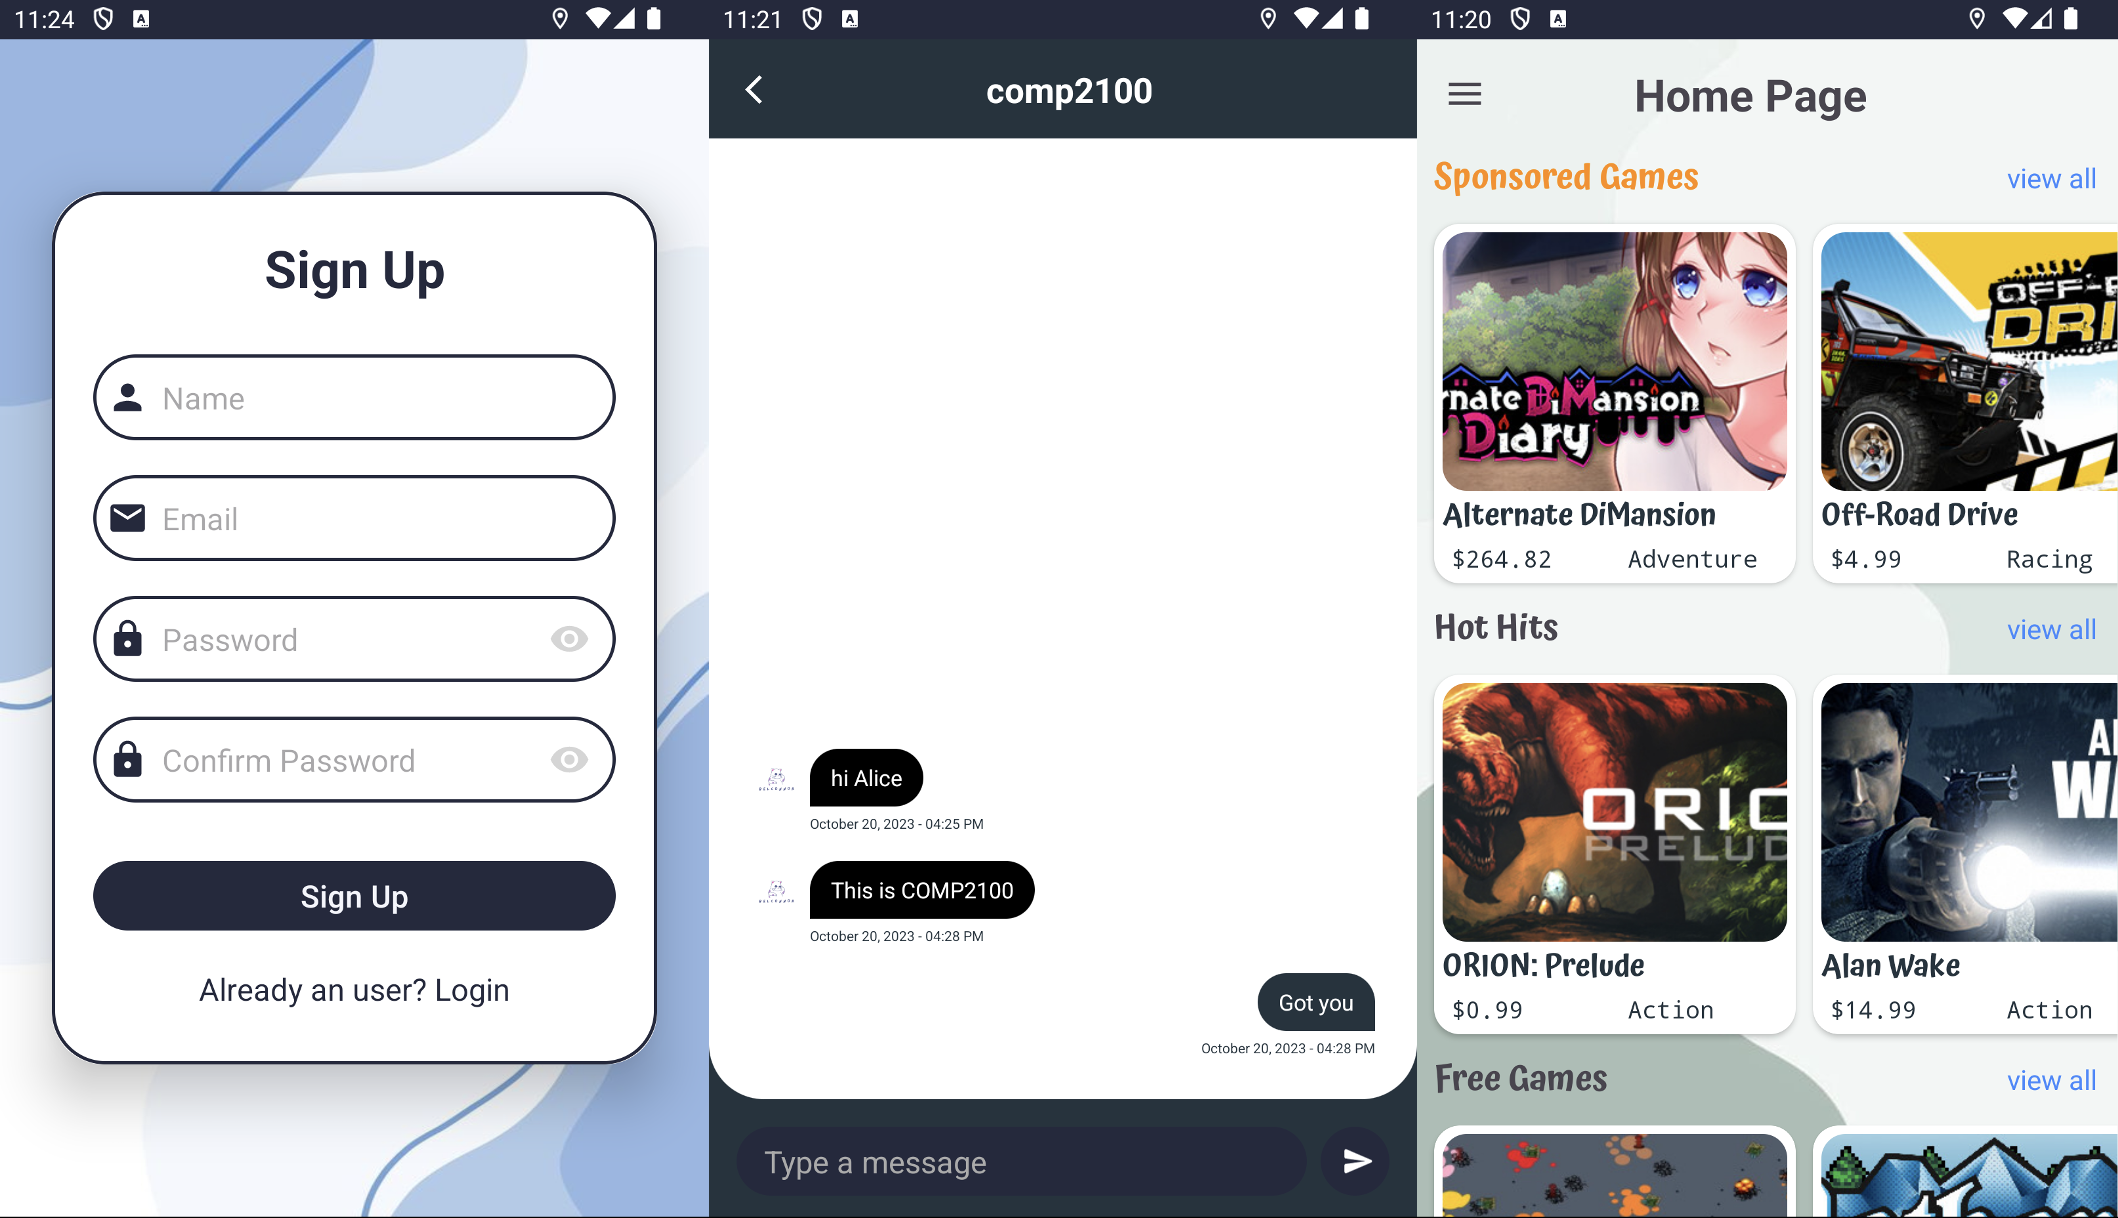 11:24
A
Sign Up
Name
Email
Password
Confirm Password
Sign Up
Already an user? Login
11:21
A
comp2100
hi Alice
October 20, 2023 - 04:25 PM
This is COMP2100
October 20, 2023 - 04:28 PM
Got you
October 20, 2023 - 04:28 PM
Type a message
11:20
A
Home Page
Sponsored Games
view all
rnate DiMansion
Diary
OFF-R
DRI
Alternate DiMansion
Off-Road Drive
$264.82 Adventure
$4.99 Racing
Hot Hits
view all
ORIO
PRELUD
A
WA
ORION: Prelude
Alan Wake
$0.99 Action
$14.99 Action
Free Games
view all